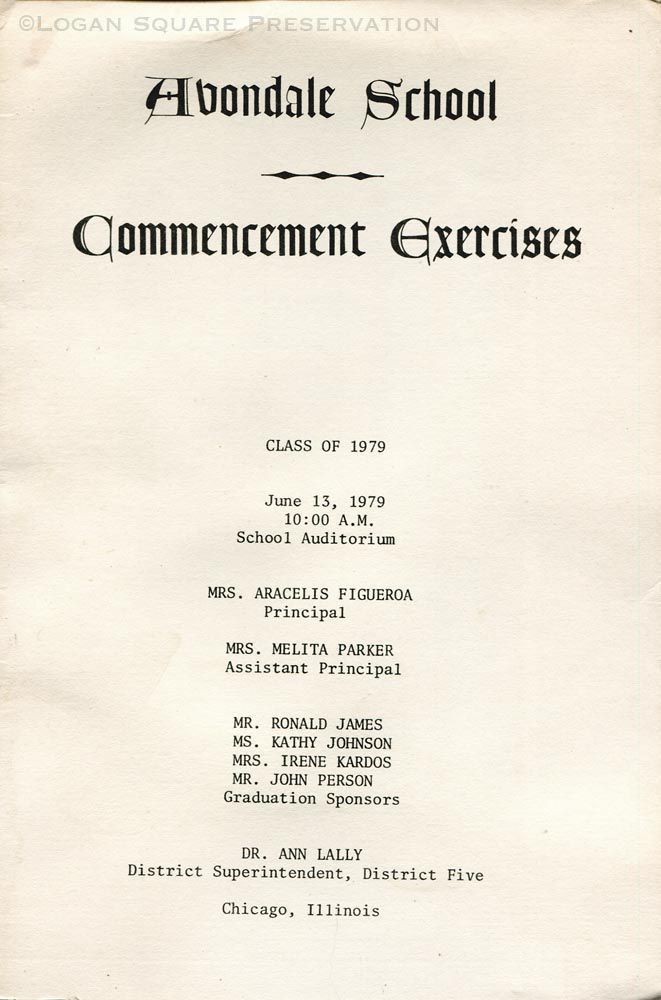 ©Logan Square Preservation
Avondale School
Commencement Exercises
CLASS OF 1979
June 13, 1979
10:00 A.M.
School Auditorium
MRS. ARACELIS FIGUEROA
Principal
MRS. MELITA PARKER
Assistant Principal
MR. RONALD JAMES
MS. KATHY JOHNSON
MRS. IRENE KARDOS
MR. JOHN PERSON
Graduation Sponsors
DR. ANN LALLY
District Superintendent, District Five
Chicago, Illinois